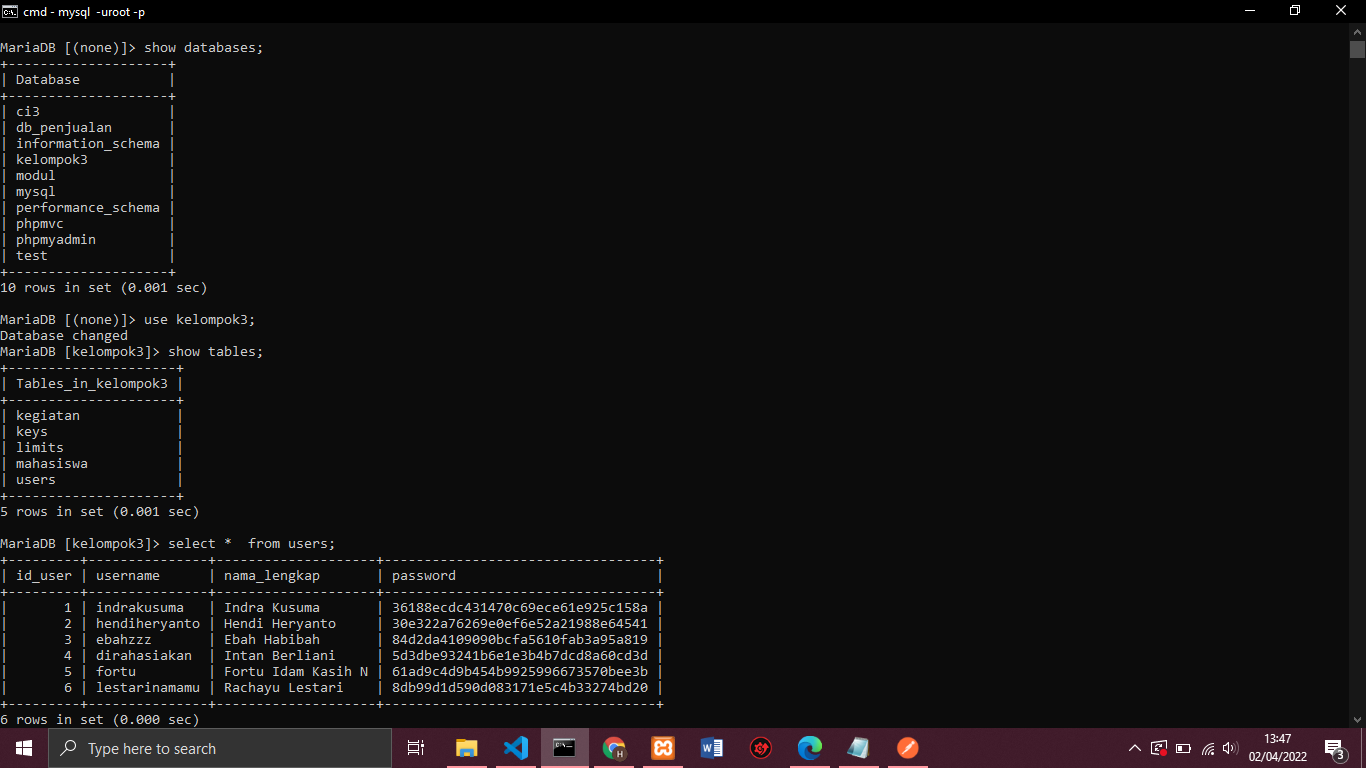 cmd - mysql -uroot -p
MariaDB [(none)]> show databases;
+--------------------+
| Database           |
+--------------------+
| ci3                |
| db_penjualan       |
| information_schema |
| kelompok3          |
| modul              |
| mysql              |
| performance_schema |
| phpmvc             |
| phpmyadmin         |
| test               |
+--------------------+
10 rows in set (0.001 sec)
MariaDB [(none)]> use kelompok3;
Database changed
MariaDB [kelompok3]> show tables;
+---------------------+
| Tables_in_kelompok3 |
+---------------------+
| kegiatan            |
| keys                |
| limits              |
| mahasiswa           |
| users               |
+---------------------+
5 rows in set (0.001 sec)
MariaDB [kelompok3]> select *  from users;
+---------+---------------+--------------------+----------------------------------+
| id_user | username      | nama_lengkap       | password                         |
+---------+---------------+--------------------+----------------------------------+
|       1 | indrakusuma   | Indra Kusuma       | 36188ecdc431470c69ece61e925c158a |
|       2 | hendiheryanto | Hendi Heryanto     | 30e322a76269e0ef6e52a21988e64541 |
|       3 | ebahzzz       | Ebah Habibah       | 84d2da4109090bcfa5610fab3a95a819 |
|       4 | dirahasiakan  | Intan Berliani     | 5d3dbe93241b6e1e3b4b7dcd8a60cd3d |
|       5 | fortu         | Fortu Idam Kasih N | 61ad9c4d9b454b9925996673570bee3b |
|       6 | lestarinamamu | Rachayu Lestari    | 8db99d1d590d083171e5c4b33274bd20 |
+---------+---------------+--------------------+----------------------------------+
6 rows in set (0.000 sec)
Type here to search
13:47
02/04/2022
3